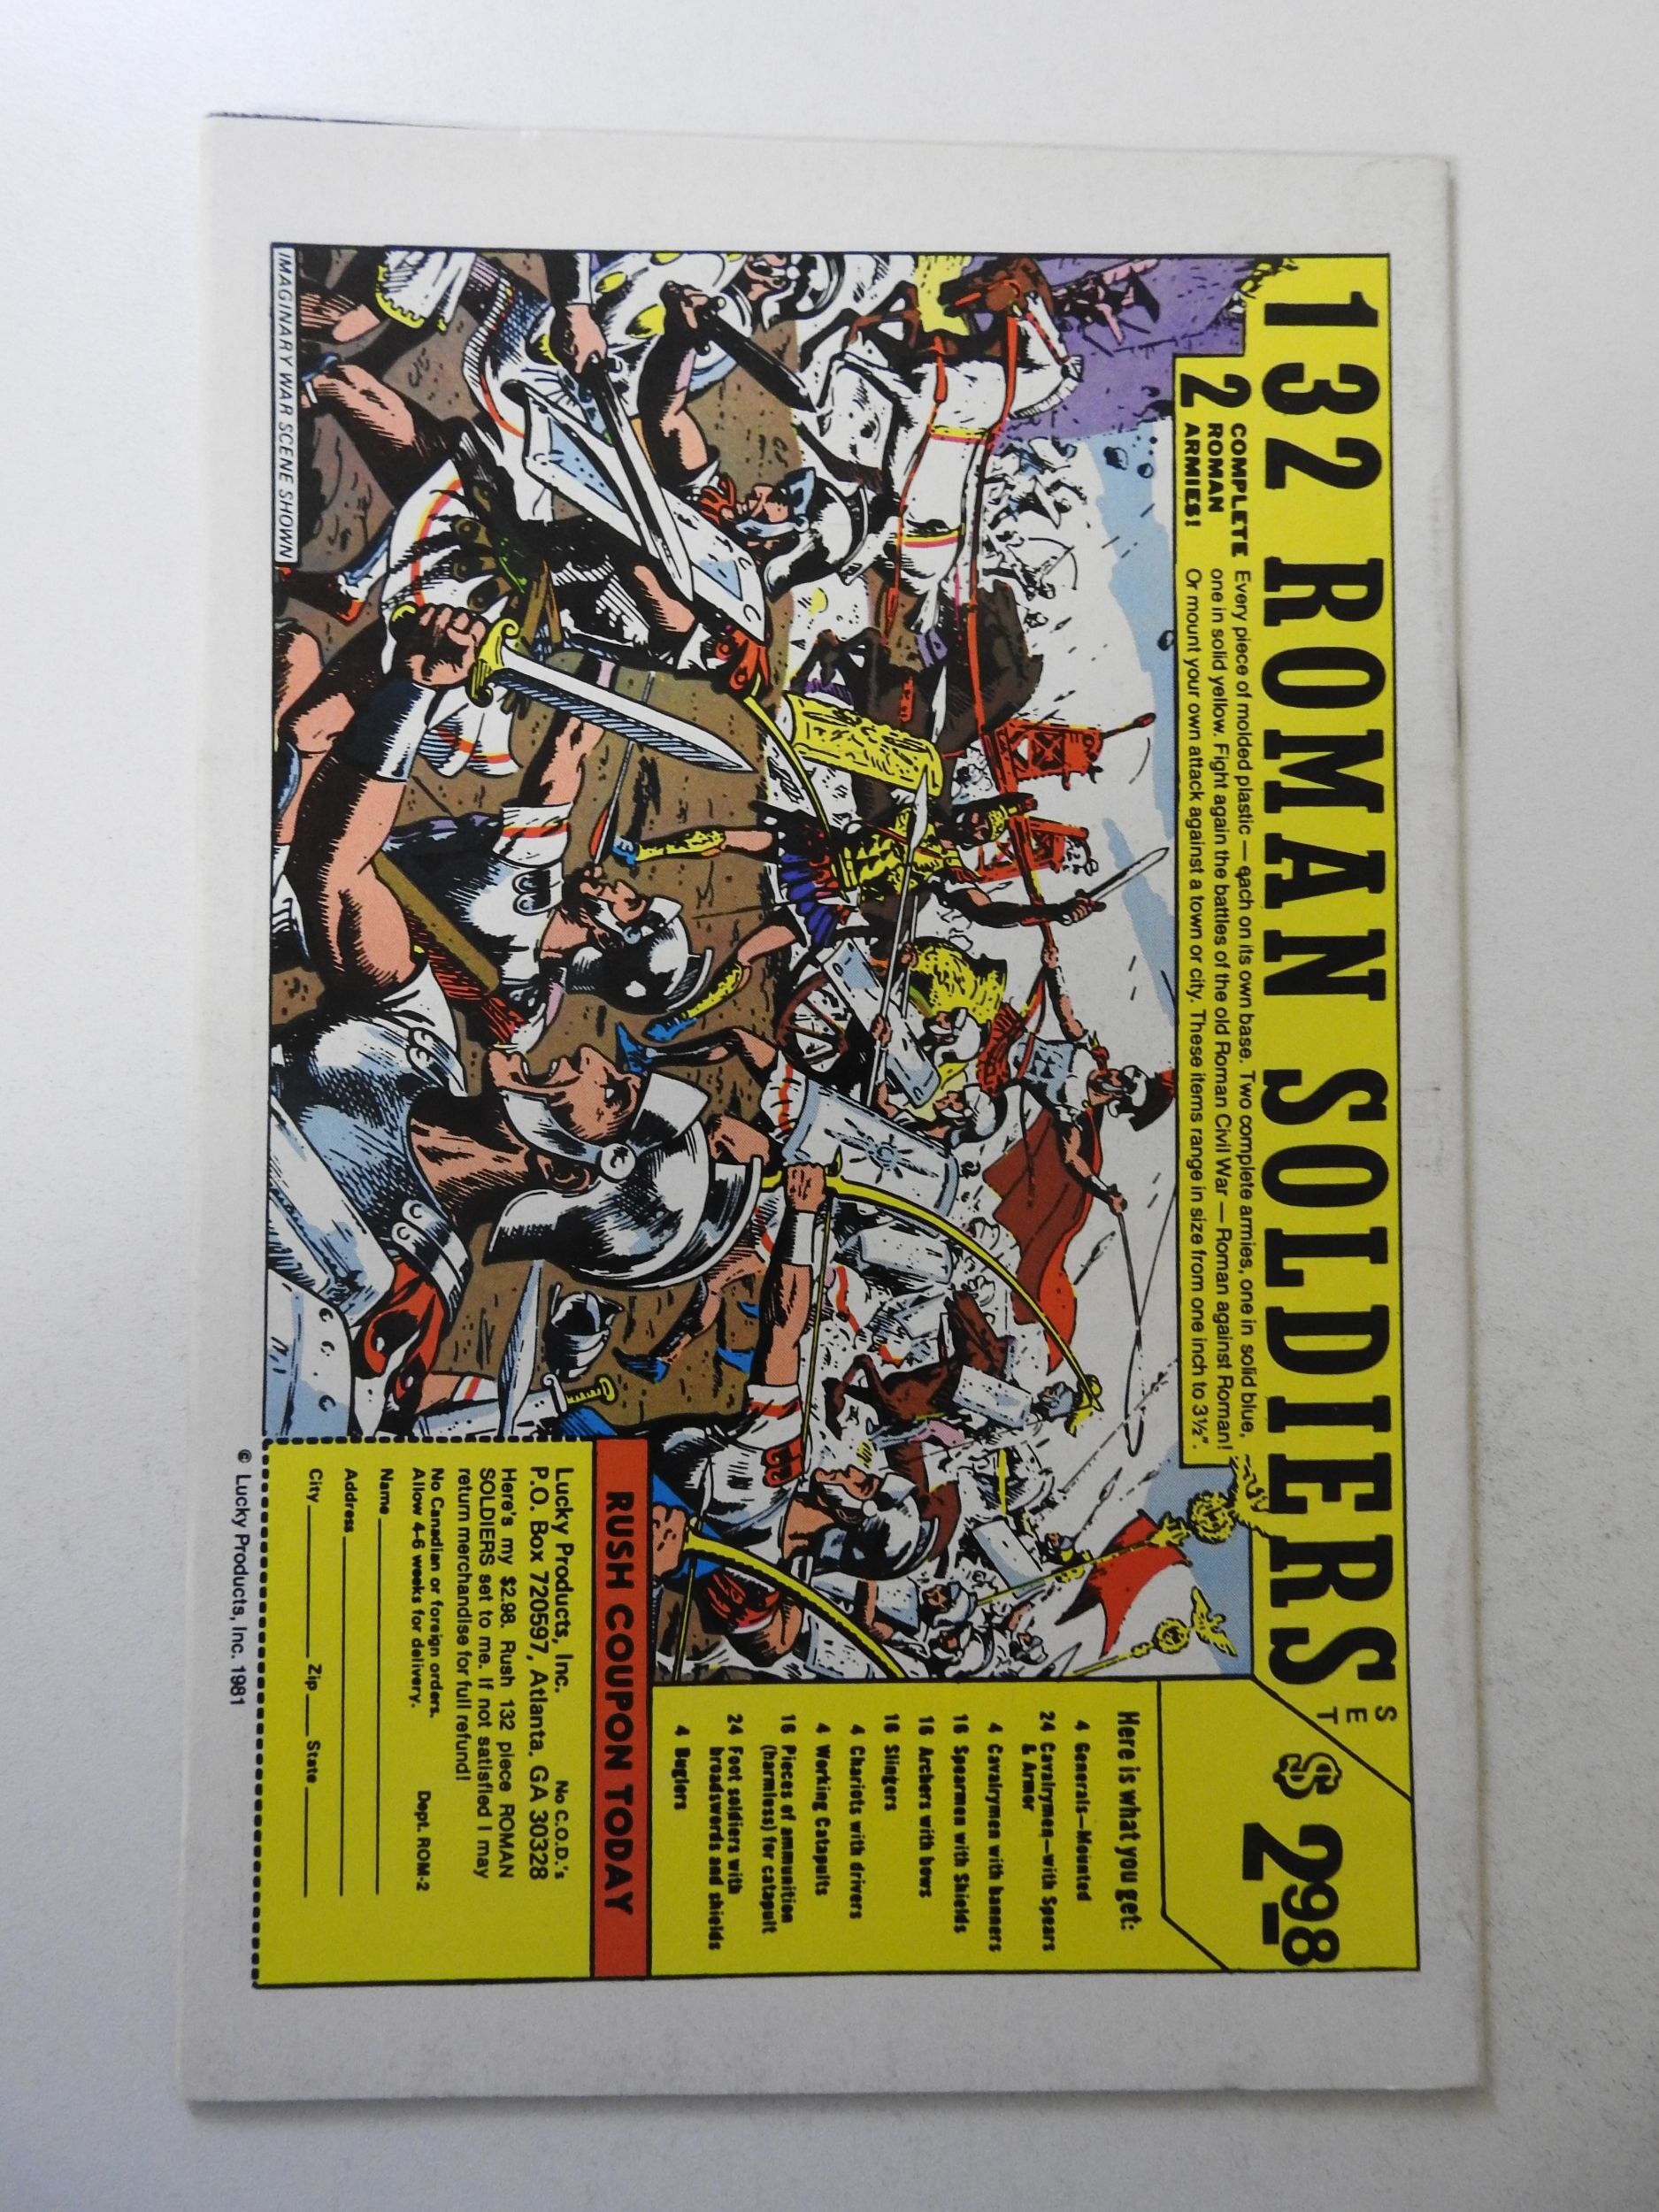 132 ROMAN SOLDIERS
SET
$2.98
2
COMPLETE
ROMAN
ARMIES!
Every piece of molded plastic — each on its own base. Two complete armies, one in solid blue,
one in solid yellow. Fight again the battles of the old Roman Civil War — Roman against Roman!
Or mount your own attack against a town or city. These items range in size from one inch to 3½".
IMAGINARY WAR SCENE SHOWN
Here is what you get:
4 Generals—Mounted
24 Cavalrymen—with Spears
& Armor
4 Cavalrymen with banners
16 Spearmen with Shields
16 Archers with bows
16 Slingers
4 Chariots with drivers
4 Working Catapults
16 Pieces of ammunition
(harmless) for catapult
24 Foot soldiers with
broadswords and shields
4 Buglers
RUSH COUPON TODAY
Lucky Products, Inc. No C.O.D.'s
P.O. Box 720597, Atlanta, GA 30328
Here's my $2.98. Rush 132 piece ROMAN
SOLDIERS set to me. If not satisfied I may
return merchandise for full refund!
No Canadian or foreign orders.
Allow 4-6 weeks for delivery. Dept. ROM-2
Name
Address
City Zip State
© Lucky Products, Inc. 1981